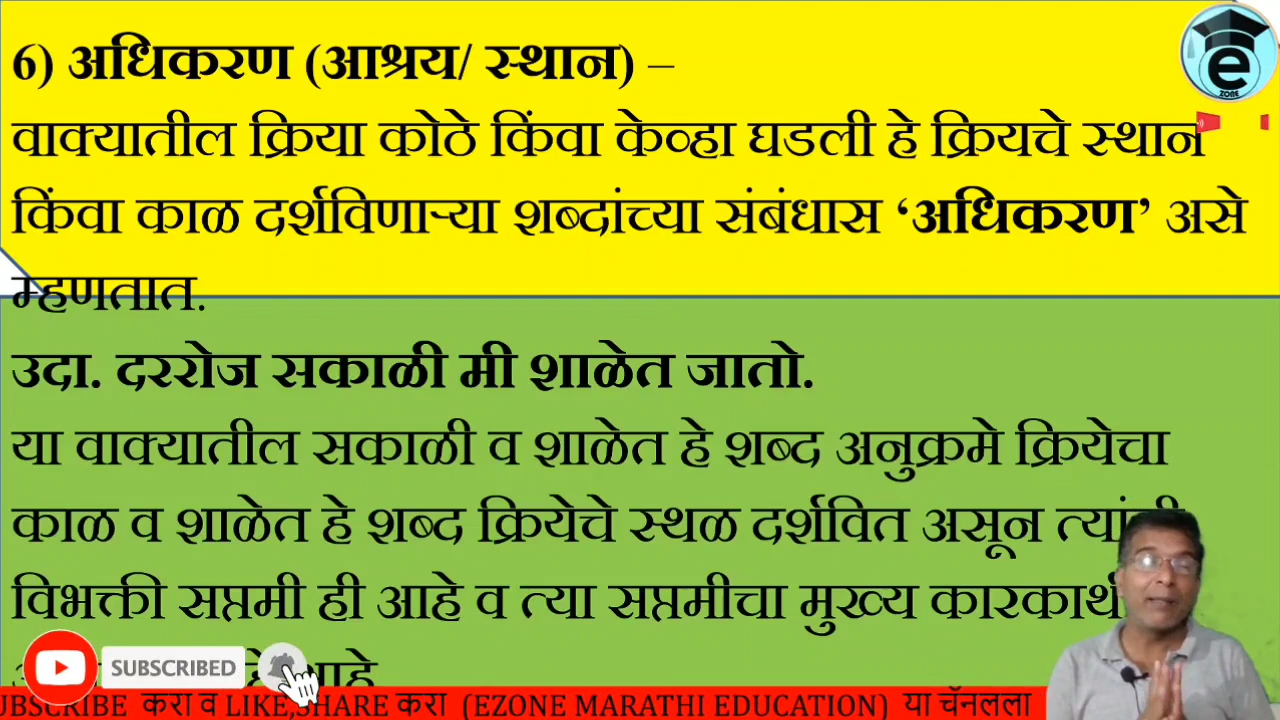 6) अधिकरण (आश्रय/ स्थान) –
वाक्यातील क्रिया कोठे किंवा केव्हा घडली हे क्रियचे स्थान
किंवा काळ दर्शविणाऱ्या शब्दांच्या संबंधास ‘अधिकरण’ असे
म्हणतात.
उदा. दररोज सकाळी मी शाळेत जातो.
या वाक्यातील सकाळी व शाळेत हे शब्द अनुक्रमे क्रियेचा
काळ व शाळेत हे शब्द क्रियेचे स्थळ दर्शवित असून
विभक्ती सप्तमी ही आहे व त्या सप्तमीचा मुख्य कारकार्थ
आहे
SUBSCRIBED
करा व LIKE,SHARE करा (EZONE MARATHI EDUCATION) या चॅनलला
e
ZONE